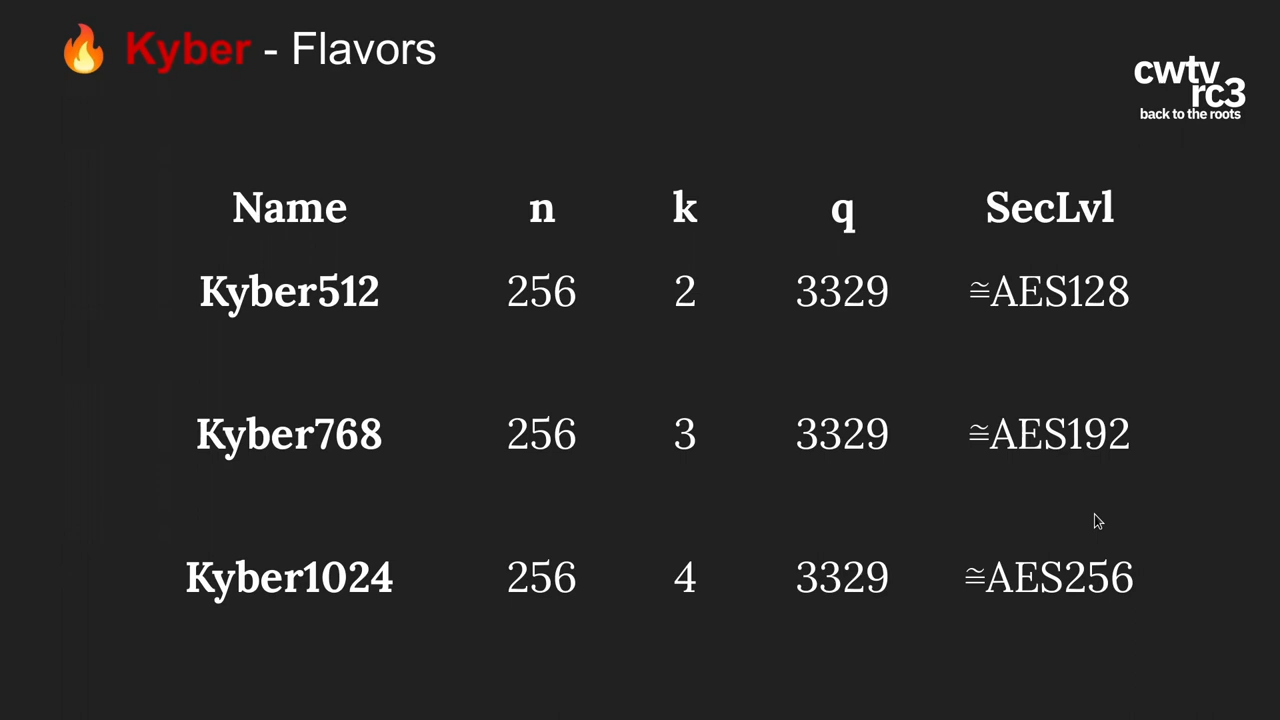 🔥 Kyber - Flavors
cwtv
rc3
back to the roots
Name n k q SecLvl
Kyber512 256 2 3329 ≅AES128
Kyber768 256 3 3329 ≅AES192
Kyber1024 256 4 3329 ≅AES256